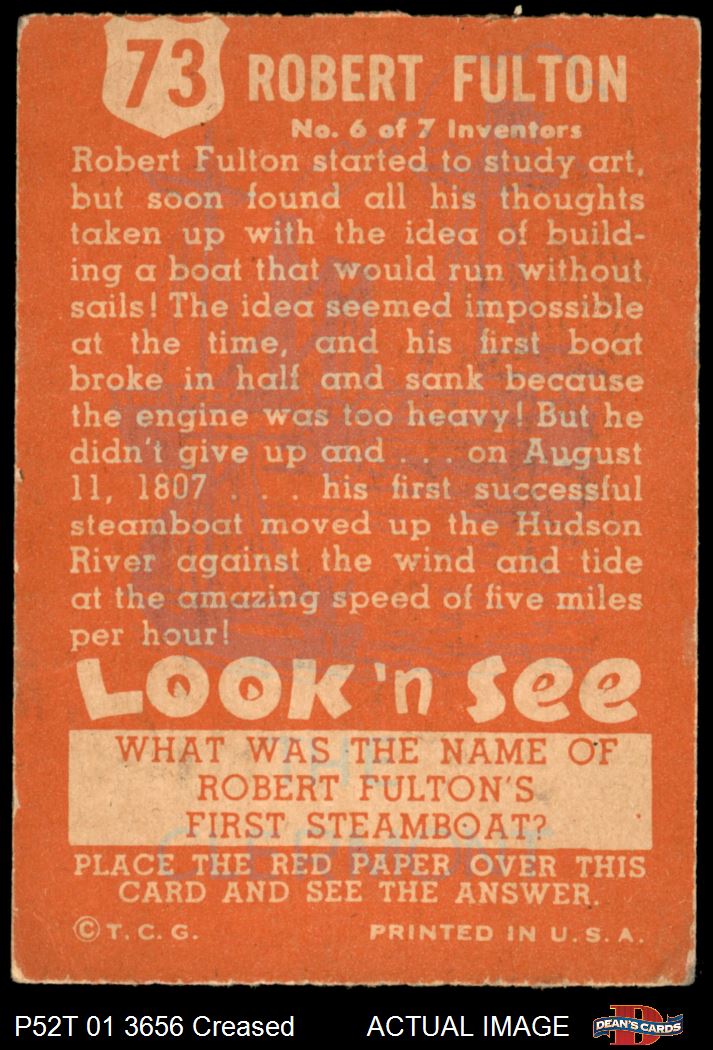 73 ROBERT FULTON
No. 6 of 7 Inventors
Robert Fulton started to study art,
but soon found all his thoughts
taken up with the idea of build-
ing a boat that would run without
sails! The idea seemed impossible
at the time, and his first boat
broke in half and sank because
the engine was too heavy! But he
didn't give up and . . . on August
11, 1807 . . . his first successful
steamboat moved up the Hudson
River against the wind and tide
at the amazing speed of five miles
per hour!
LOOK 'n SEE
WHAT WAS THE NAME OF
ROBERT FULTON'S
FIRST STEAMBOAT?
THE
CLERMONT
PLACE THE RED PAPER OVER THIS
CARD AND SEE THE ANSWER.
© T. C. G. PRINTED IN U. S. A.
P52T 01 3656 Creased ACTUAL IMAGE D DEAN'S CARDS